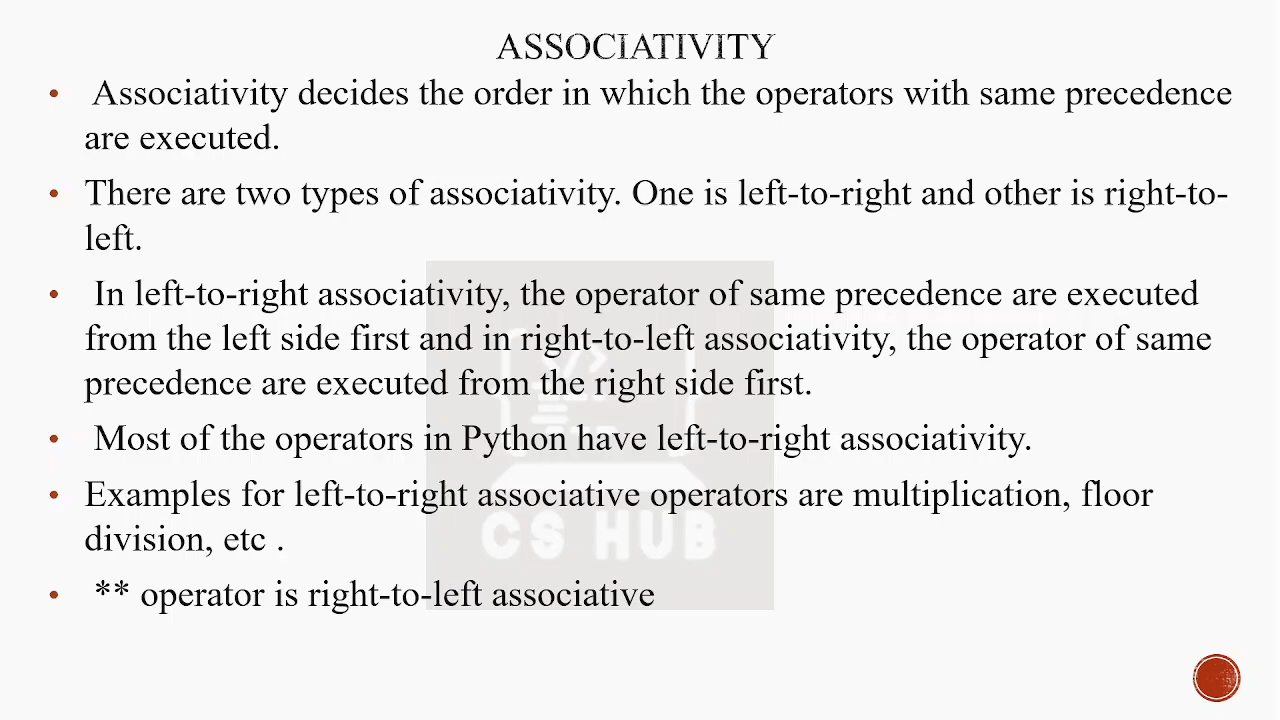 ASSOCIATIVITY
• Associativity decides the order in which the operators with same precedence
are executed.
• There are two types of associativity. One is left-to-right and other is right-to-
left.
• In left-to-right associativity, the operator of same precedence are executed
from the left side first and in right-to-left associativity, the operator of same
precedence are executed from the right side first.
• Most of the operators in Python have left-to-right associativity.
• Examples for left-to-right associative operators are multiplication, floor
division, etc .
• ** operator is right-to-left associative
</>
CS HUB